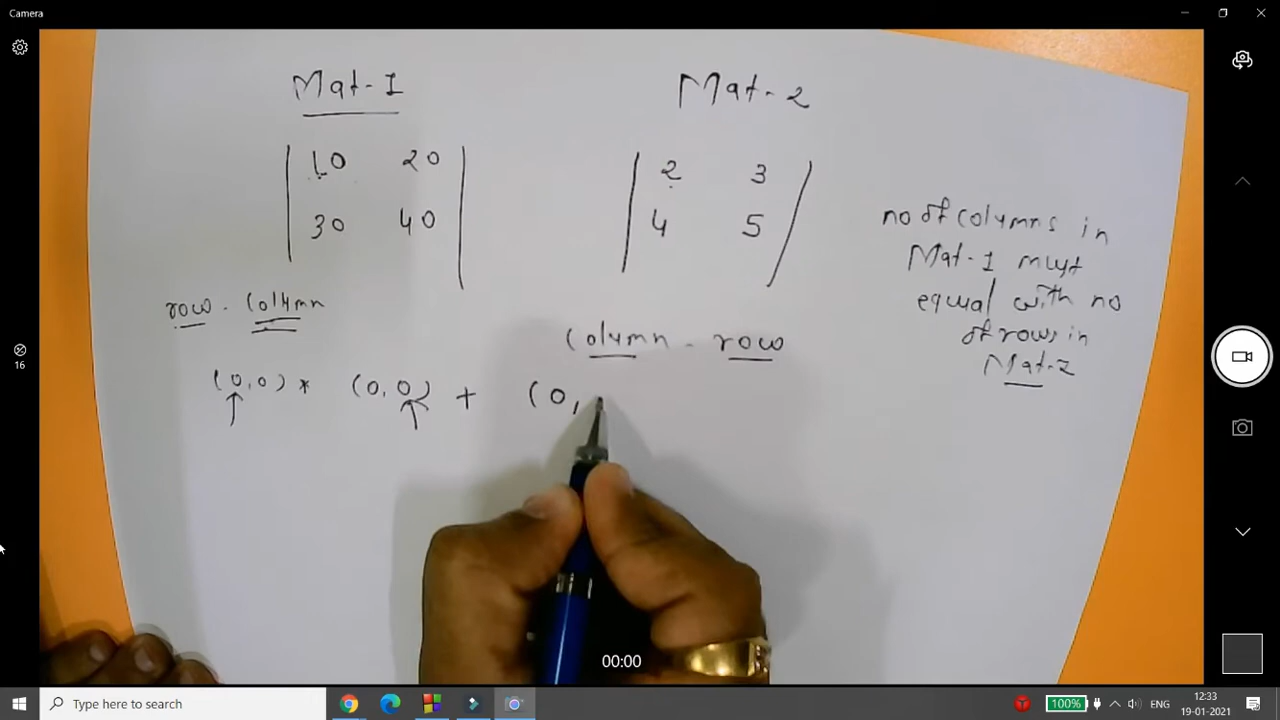 Camera
Mat-1
10 20
30 40
row - Column
Mat-2
2 3
4 5
Column - row
no of columns in
Mat-1 must
equal with no
of rows in
Mat-2
(0,0) * (0,0) + (0,
16
00:00
Type here to search
100%
ENG
12:33
19-01-2021